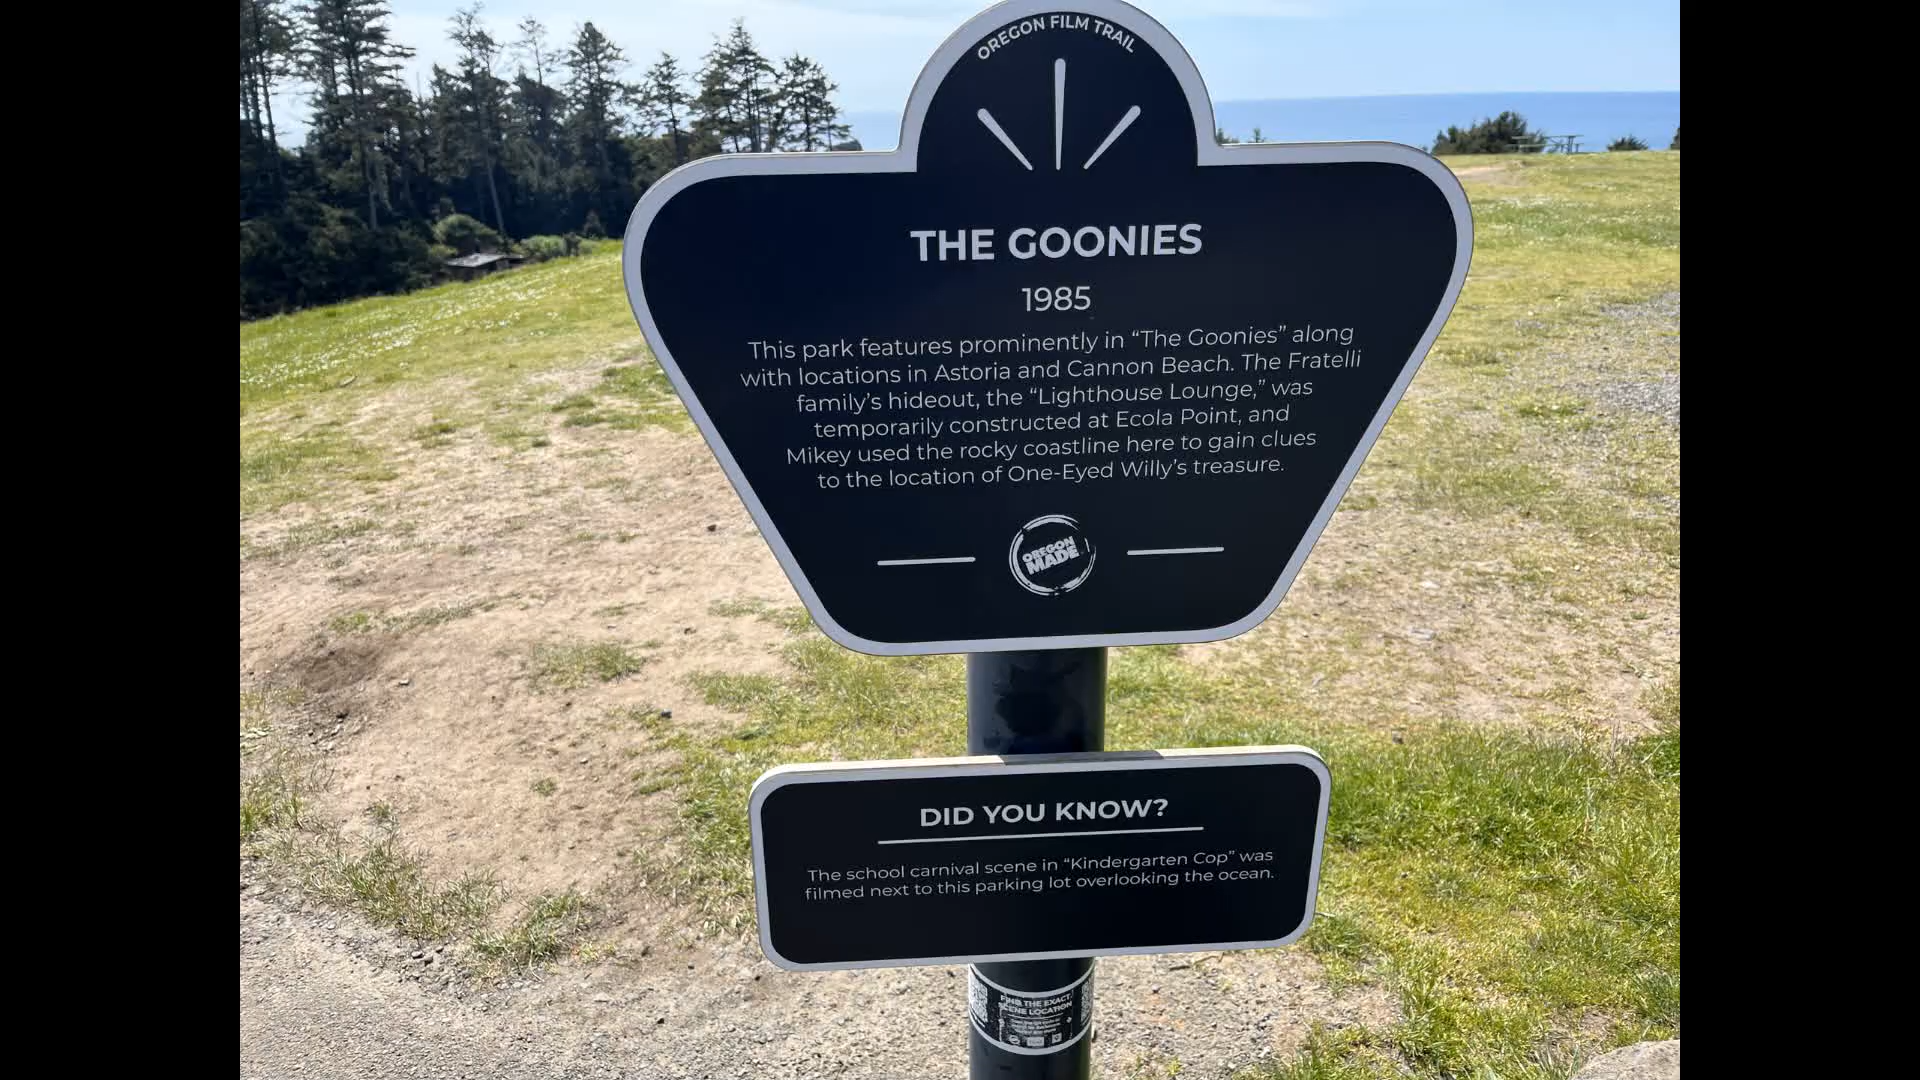 OREGON FILM TRAIL
THE GOONIES
1985
This park features prominently in “The Goonies” along
with locations in Astoria and Cannon Beach. The Fratelli
family’s hideout, the “Lighthouse Lounge,” was
temporarily constructed at Ecola Point, and
Mikey used the rocky coastline here to gain clues
to the location of One-Eyed Willy’s treasure.
OREGON
MADE
DID YOU KNOW?
The school carnival scene in “Kindergarten Cop” was
filmed next to this parking lot overlooking the ocean.
FIND THE EXACT
SCENE LOCATION